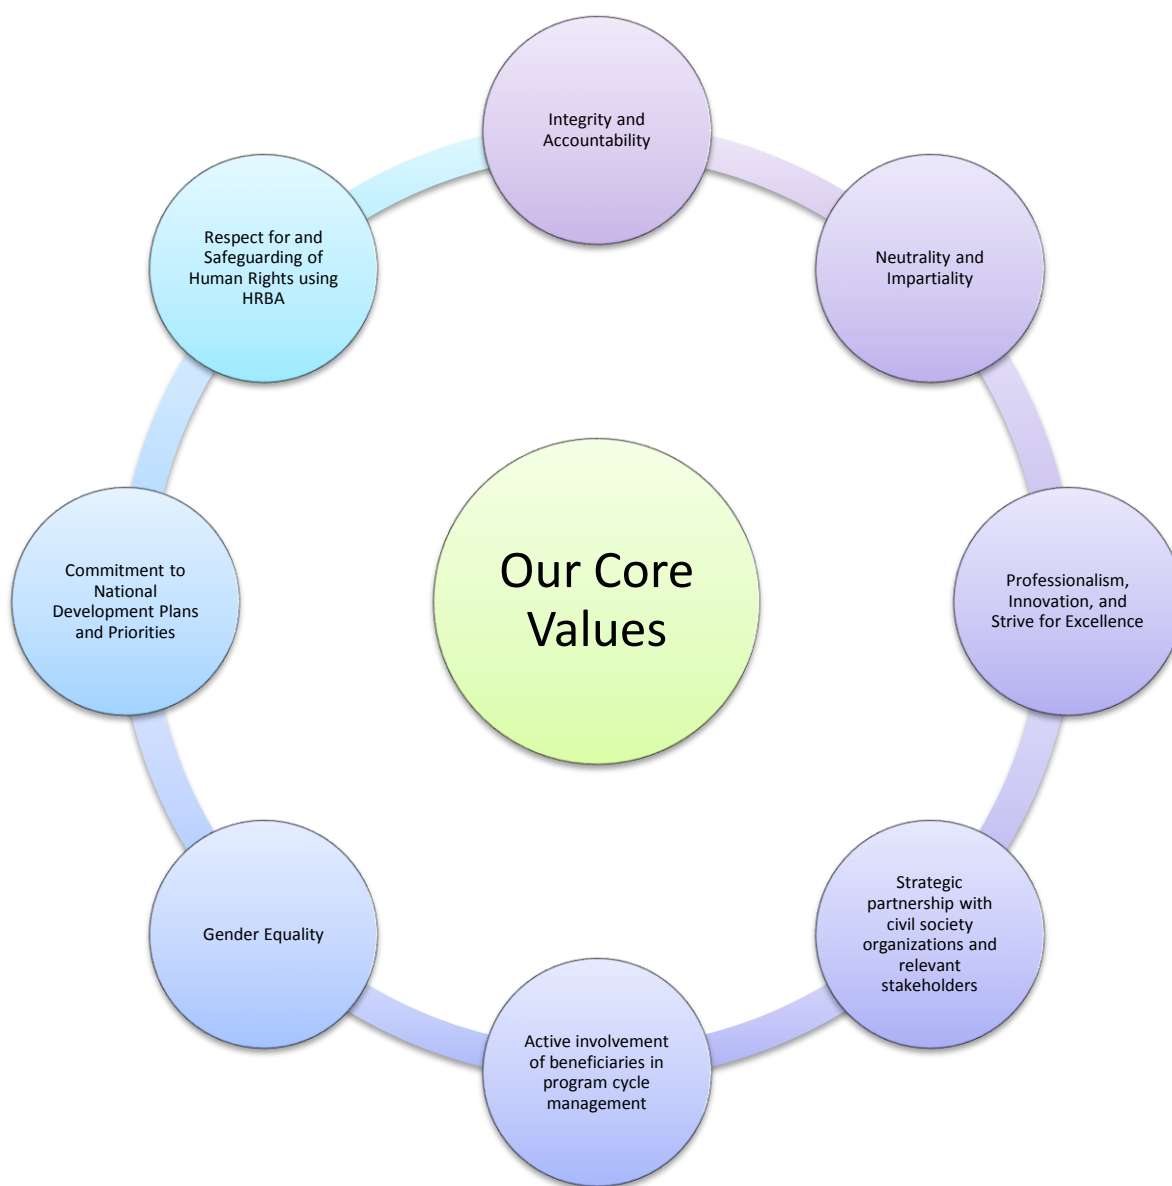 Integrity and
Accountability
Neutrality and
Impartiality
Professionalism,
Innovation, and
Strive for Excellence
Strategic
partnership with
civil society
organizations and
relevant
stakeholders
Active involvement
of beneficiaries in
program cycle
management
Gender Equality
Commitment to
National
Development Plans
and Priorities
Respect for and
Safeguarding of
Human Rights using
HRBA
Our Core
Values